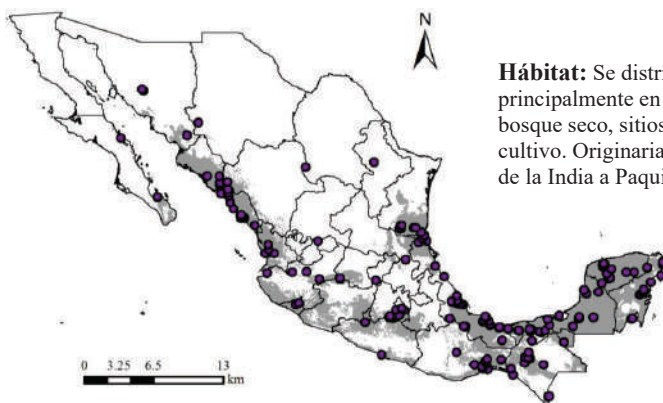 N
Hábitat: Se distri
principalmente en
bosque seco, sitios
cultivo. Originaria
de la India a Paqui
0 3.25 6.5 13
km